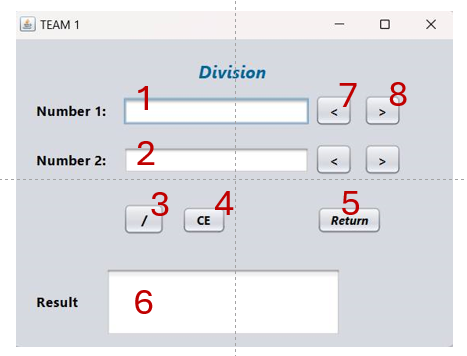 TEAM 1
Division
Number 1: 1 < 7 > 8
Number 2: 2 < >
/ 3 CE 4 Return 5
Result 6